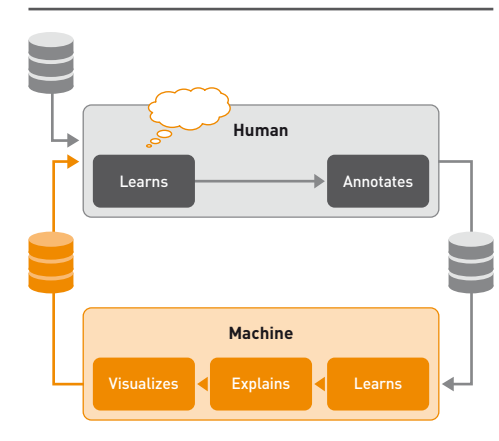 Human
Learns
Annotates
Machine
Visualizes
Explains
Learns